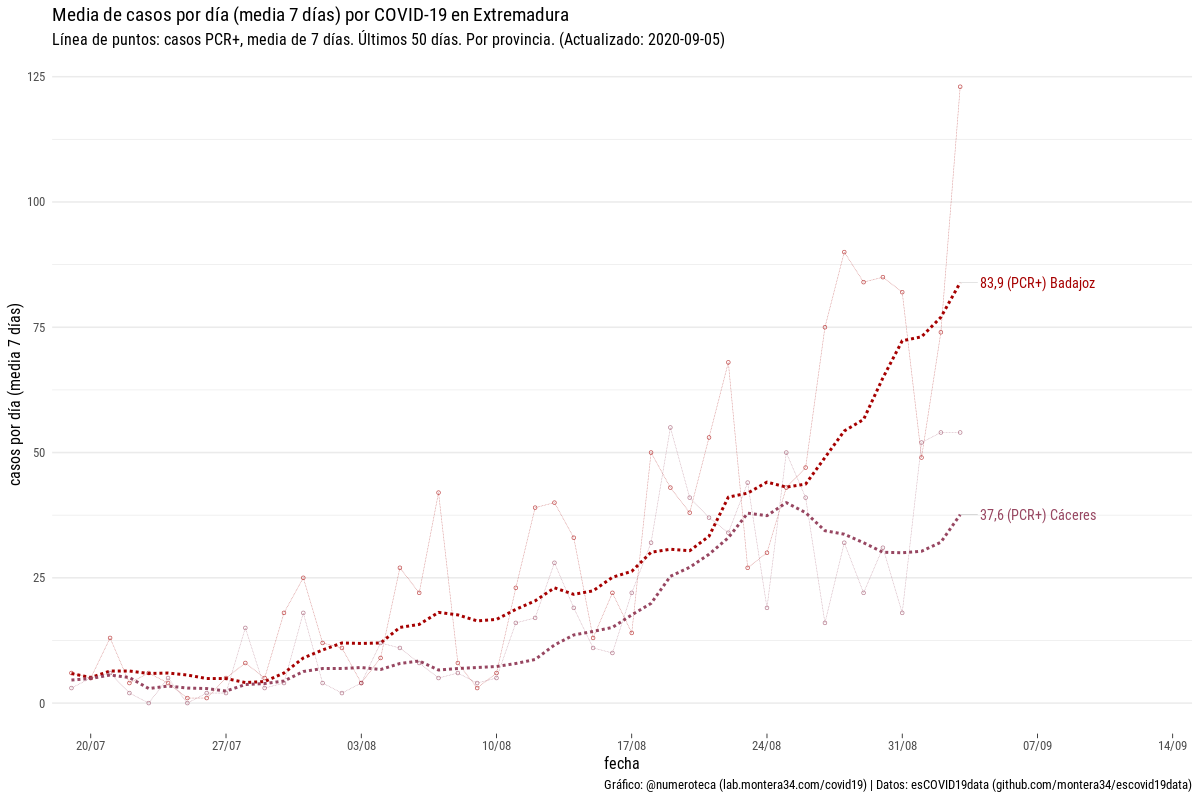 Media de casos por día (media 7 días) por COVID-19 en Extremadura
Línea de puntos: casos PCR+, media de 7 días. Últimos 50 días. Por provincia. (Actualizado: 2020-09-05)
casos por día (media 7 días)
125
100
75
50
25
0
83,9 (PCR+) Badajoz
37,6 (PCR+) Cáceres
20/07 27/07 03/08 10/08 17/08 24/08 31/08 07/09 14/09
fecha
Gráfico: @numeroteca (lab.montera34.com/covid19) | Datos: esCOVID19data (github.com/montera34/escovid19data)